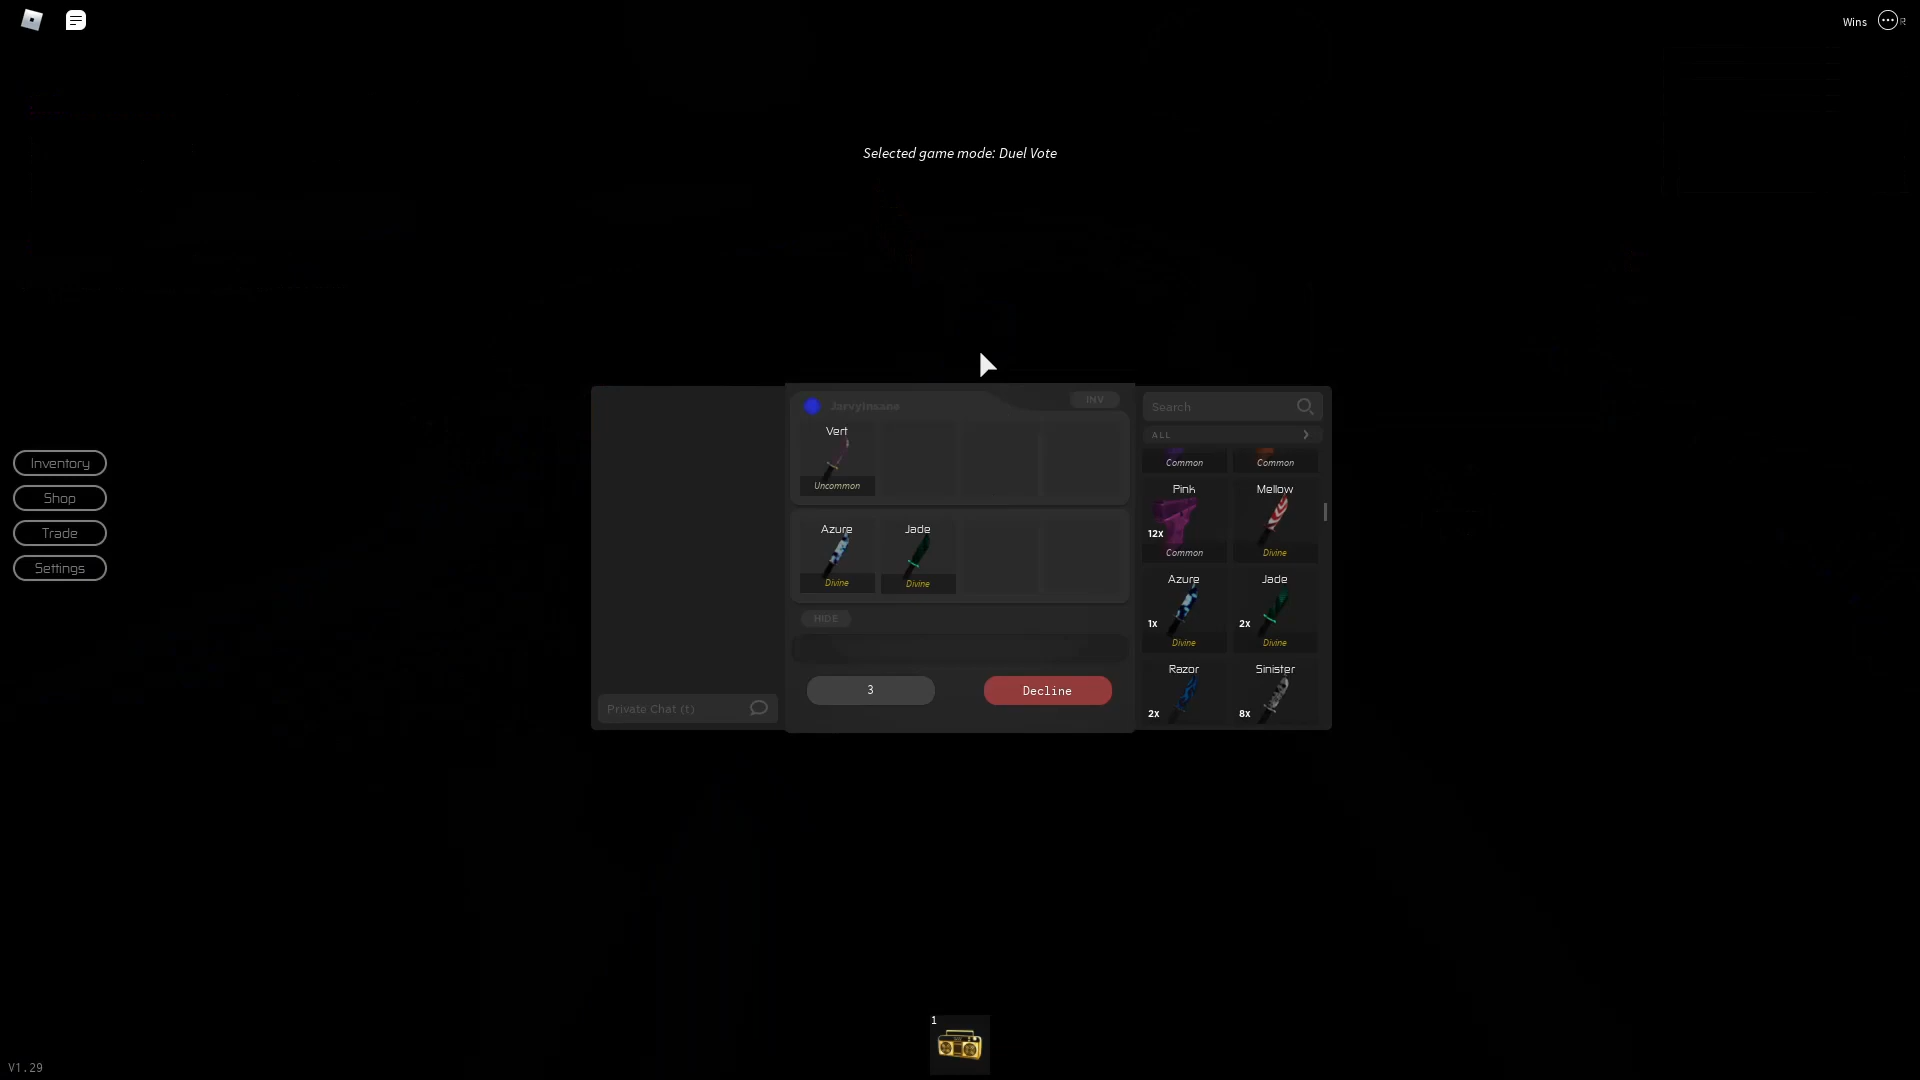 Wins
Selected game mode: Duel Vote
Inventory
Shop
Trade
Settings
JarvyInsane
INV
Vert
Uncommon
Azure
Divine
Jade
Divine
HIDE
3
Decline
Private Chat (t)
Search
ALL
Common
Common
Pink
12x
Common
Mellow
Divine
Azure
1x
Divine
Jade
2x
Divine
Razor
2x
Sinister
8x
1
V1.29